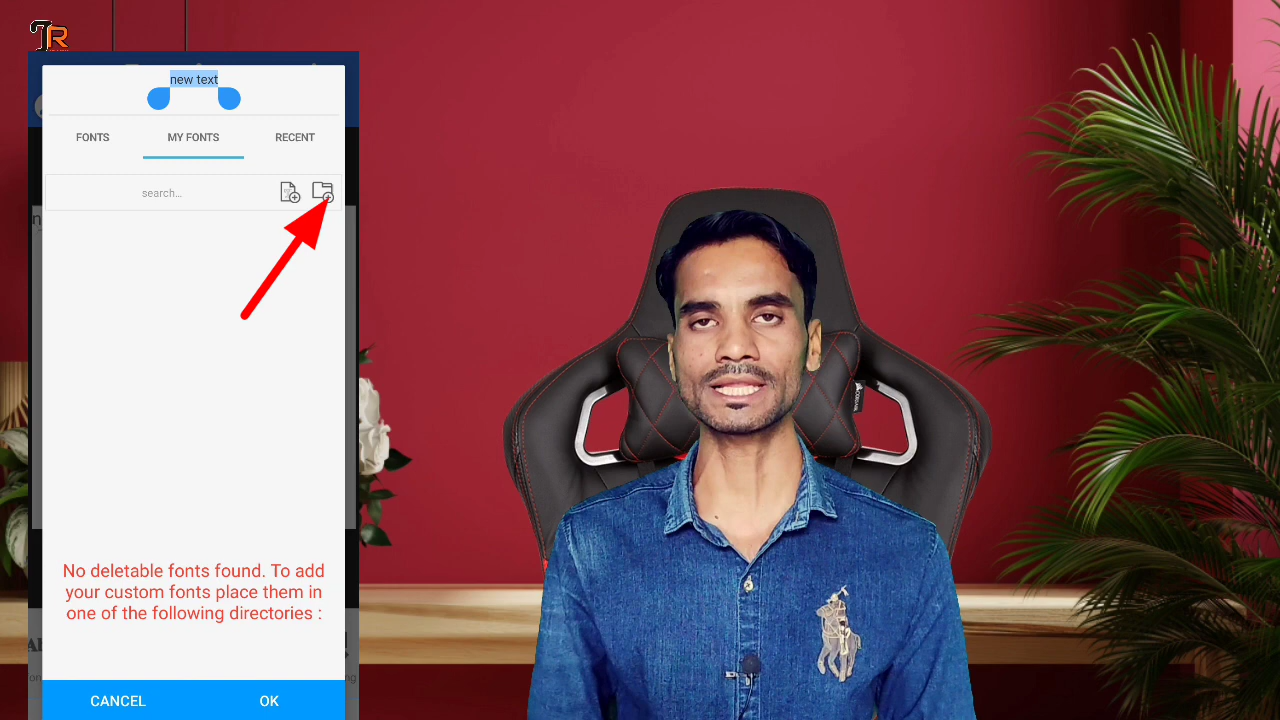 TR
new text
FONTS
MY FONTS
RECENT
search...
No deletable fonts found. To add
your custom fonts place them in
one of the following directories :
CANCEL
OK
CORSAIR